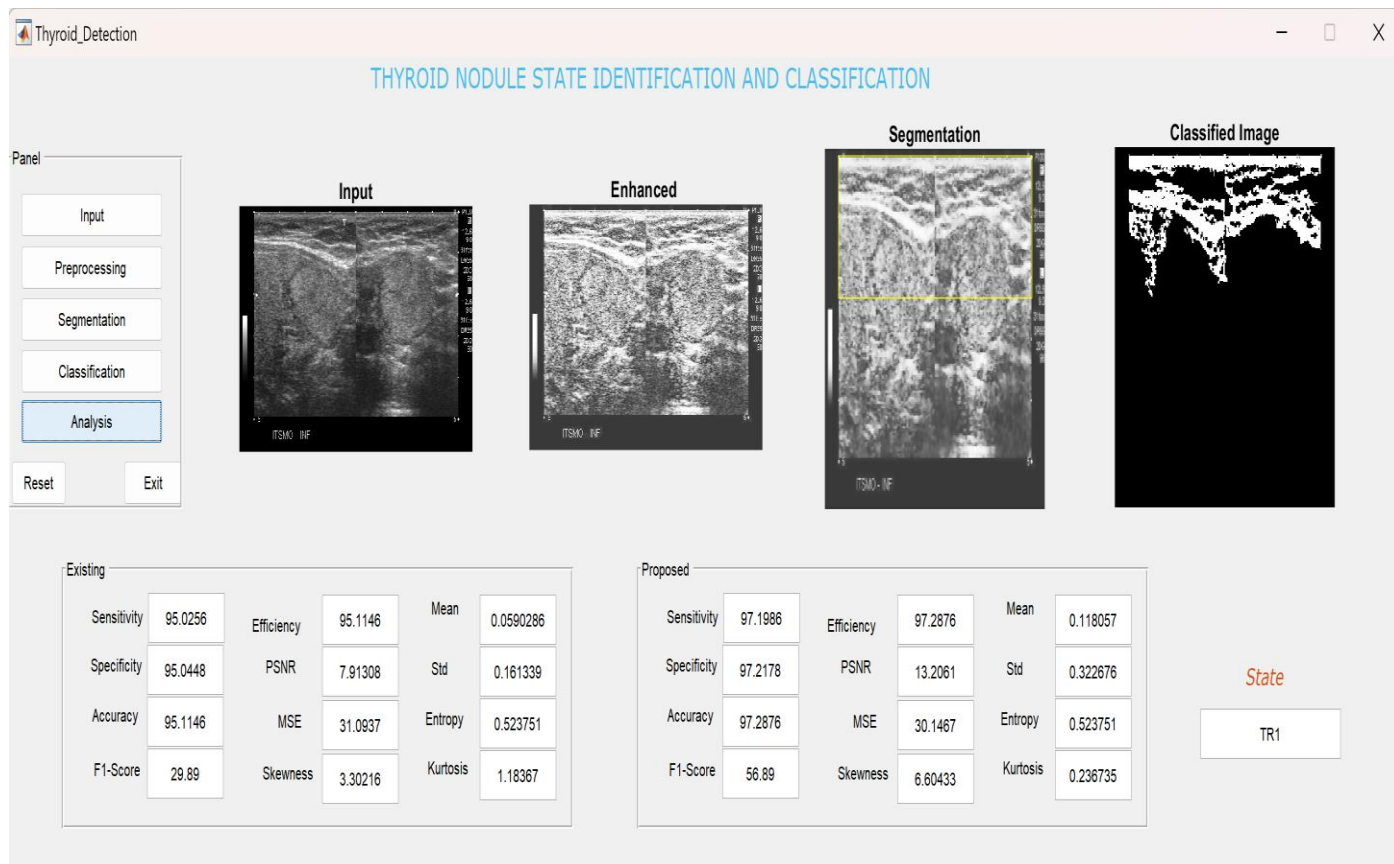 Thyroid_Detection
THYROID NODULE STATE IDENTIFICATION AND CLASSIFICATION
Panel
Input
Preprocessing
Segmentation
Classification
Analysis
Reset Exit
Input
ITSMO - INF
Enhanced
ITSMO - INF
Segmentation
ITSMO - INF
Classified Image
Existing
Sensitivity 95.0256 Efficiency 95.1146 Mean 0.0590286
Specificity 95.0448 PSNR 7.91308 Std 0.161339
Accuracy 95.1146 MSE 31.0937 Entropy 0.523751
F1-Score 29.89 Skewness 3.30216 Kurtosis 1.18367
Proposed
Sensitivity 97.1986 Efficiency 97.2876 Mean 0.118057
Specificity 97.2178 PSNR 13.2061 Std 0.322676
Accuracy 97.2876 MSE 30.1467 Entropy 0.523751
F1-Score 56.89 Skewness 6.60433 Kurtosis 0.236735
State
TR1